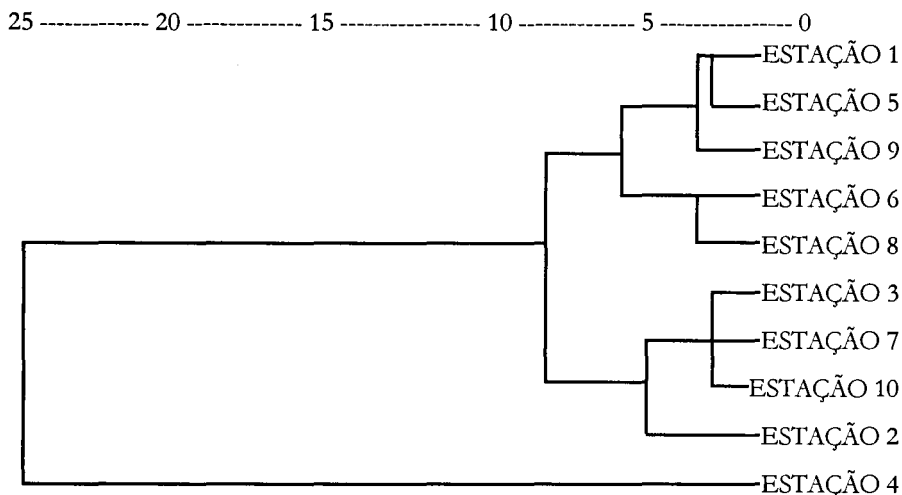 25 ------------- 20 ------------- 15 --------------- 10 ------------- 5 -------------- 0
ESTAÇÃO 1
ESTAÇÃO 5
ESTAÇÃO 9
ESTAÇÃO 6
ESTAÇÃO 8
ESTAÇÃO 3
ESTAÇÃO 7
ESTAÇÃO 10
ESTAÇÃO 2
ESTAÇÃO 4